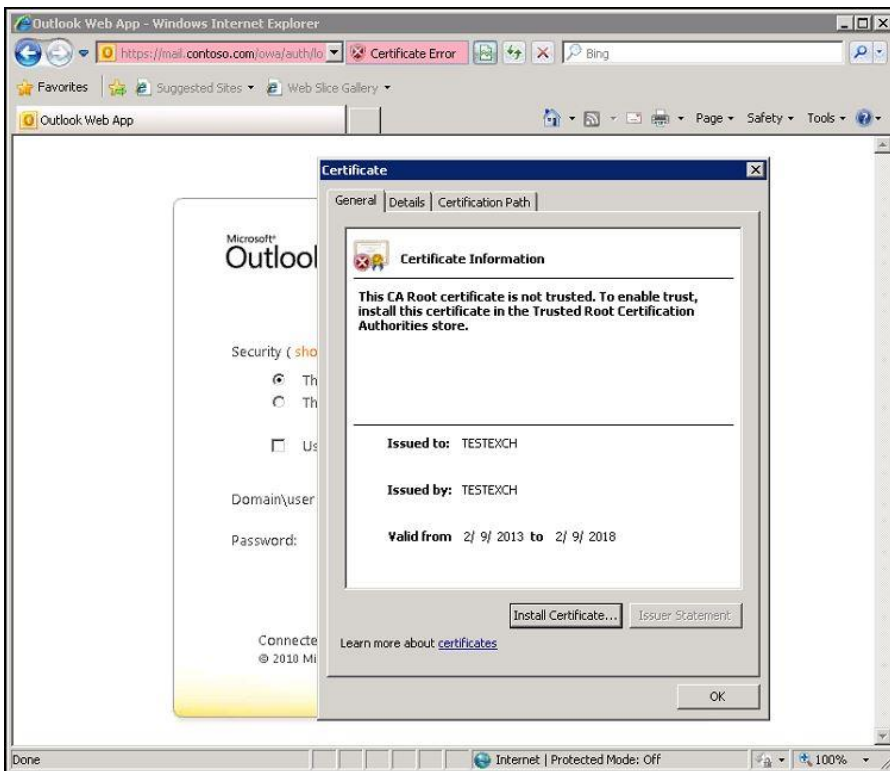 Outlook Web App - Windows Internet Explorer
https://mail.contoso.com/owa/auth/lo Certificate Error Bing
Favorites Suggested Sites Web Slice Gallery
Outlook Web App Page Safety Tools
Certificate
General Details Certification Path
Certificate Information
This CA Root certificate is not trusted. To enable trust,
install this certificate in the Trusted Root Certification
Authorities store.
Issued to: TESTEXCH
Issued by: TESTEXCH
Valid from 2/ 9/ 2013 to 2/ 9/ 2018
Install Certificate... Issuer Statement
Learn more about certificates
OK
Microsoft
Outlool
Security ( sho
Th
Th
Us
Domain\user
Password:
Connecte
© 2010 Mi
Done Internet | Protected Mode: Off 100%